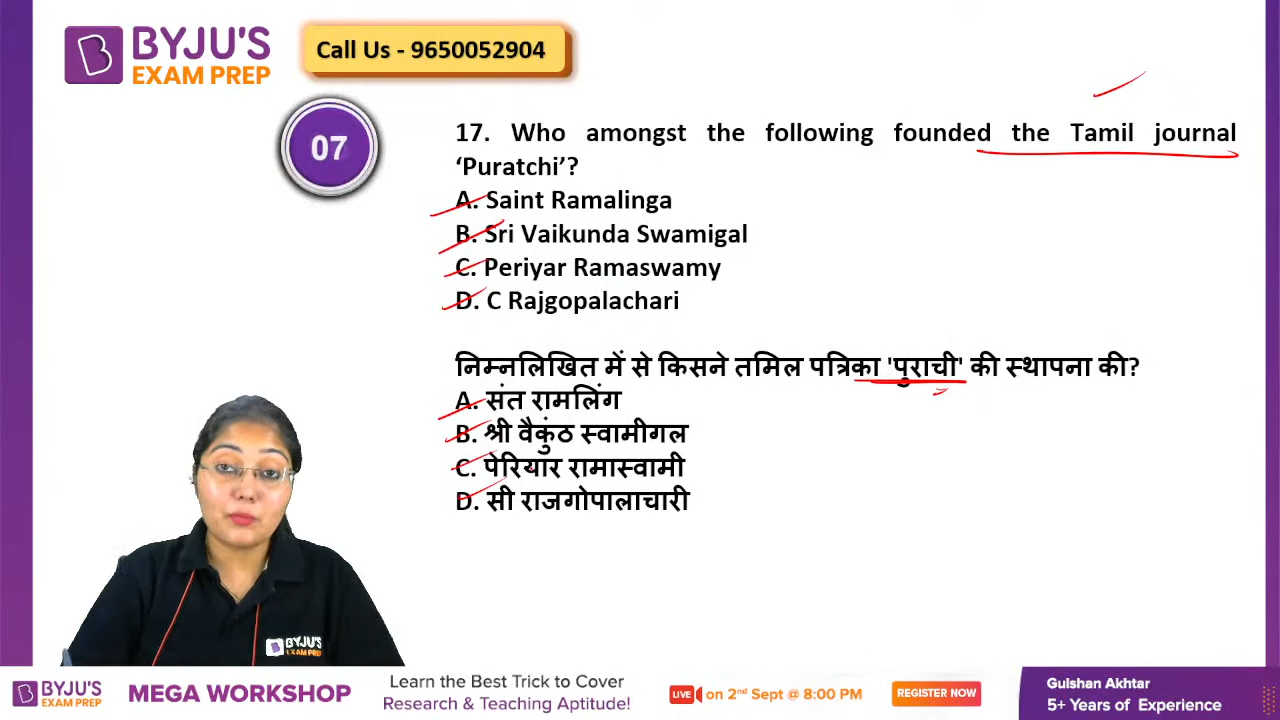 BYJU'S
EXAM PREP
Call Us - 9650052904
07
17. Who amongst the following founded the Tamil journal
‘Puratchi’?
A. Saint Ramalinga
B. Sri Vaikunda Swamigal
C. Periyar Ramaswamy
D. C Rajgopalachari
निम्नलिखित में से किसने तमिल पत्रिका 'पुराची' की स्थापना की?
A. संत रामलिंग
B. श्री वैकुंठ स्वामीगल
C. पेरियार रामास्वामी
D. सी राजगोपालाचारी
BYJU'S
EXAM PREP
BYJU'S
EXAM PREP
MEGA WORKSHOP
Learn the Best Trick to Cover
Research & Teaching Aptitude!
LIVE on 2nd Sept @ 8:00 PM
REGISTER NOW
Gulshan Akhtar
5+ Years of Experience